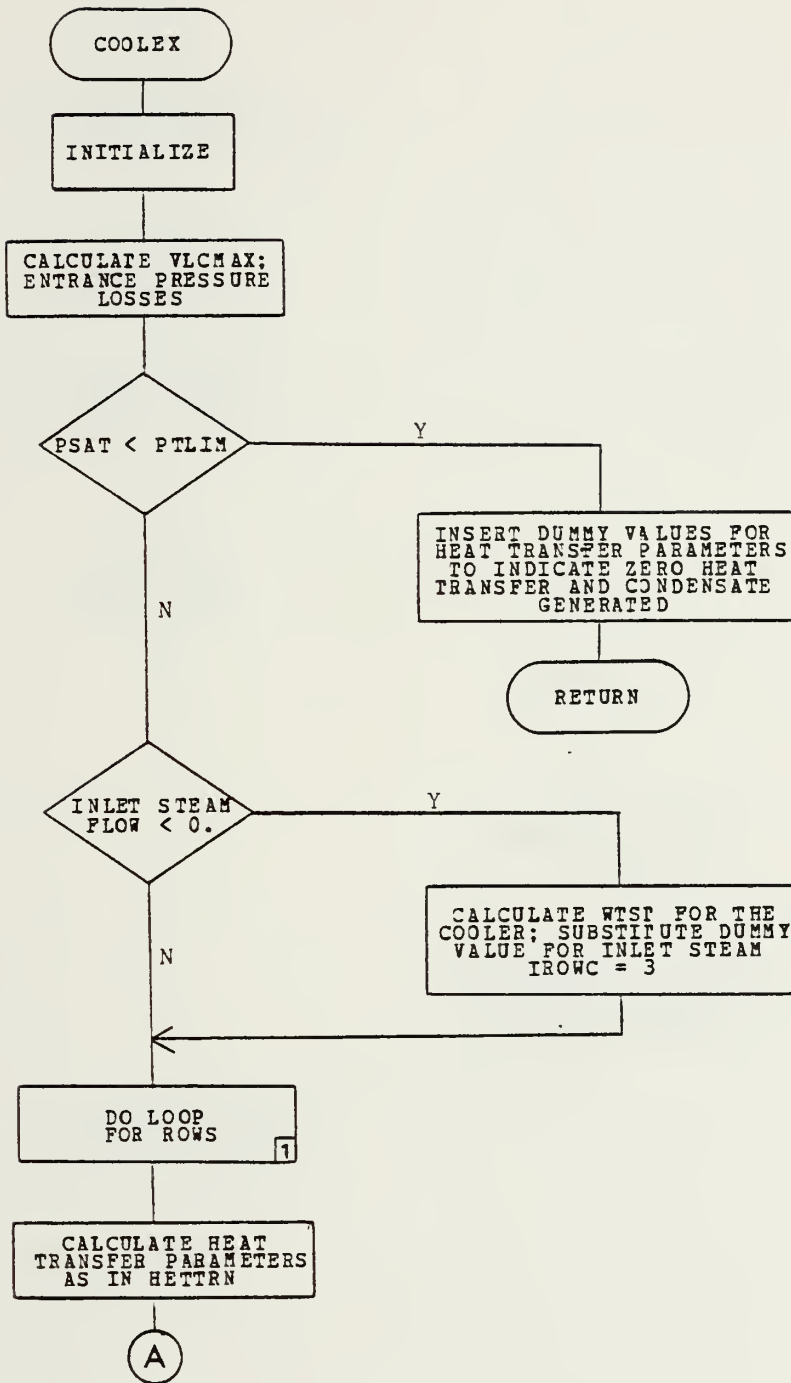 COOLEX
INITIALIZE
CALCULATE VLCMAX;
ENTRANCE PRESSURE
LOSSES
PSAT < PTLIM
Y
N
INSERT DUMMY VALUES FOR
HEAT TRANSFER PARAMETERS
TO INDICATE ZERO HEAT
TRANSFER AND CONDENSATE
GENERATED
RETURN
INLET STEAM
FLOW < 0.
Y
N
CALCULATE WTST FOR THE
COOLER; SUBSTITUTE DUMMY
VALUE FOR INLET STEAM
IROWC = 3
DO LOOP
FOR ROWS
1
CALCULATE HEAT
TRANSFER PARAMETERS
AS IN HETTRN
A